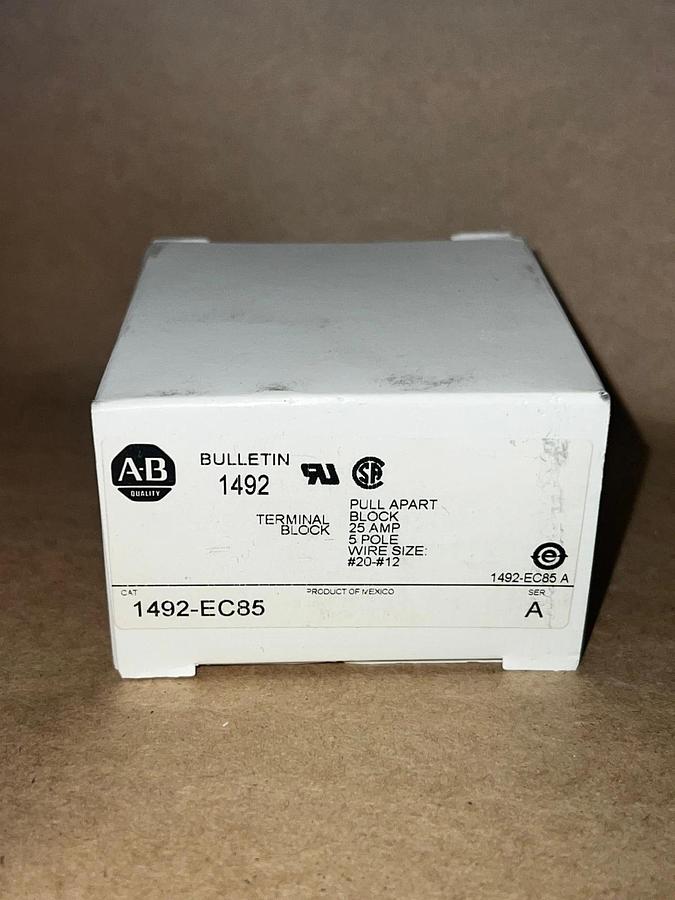 A-B
QUALITY
BULLETIN
1492
TERMINAL
BLOCK
PULL APART
BLOCK
25 AMP
5 POLE
WIRE SIZE:
#20-#12
1492-EC85 A
CAT
PRODUCT OF MEXICO
SER
1492-EC85
A